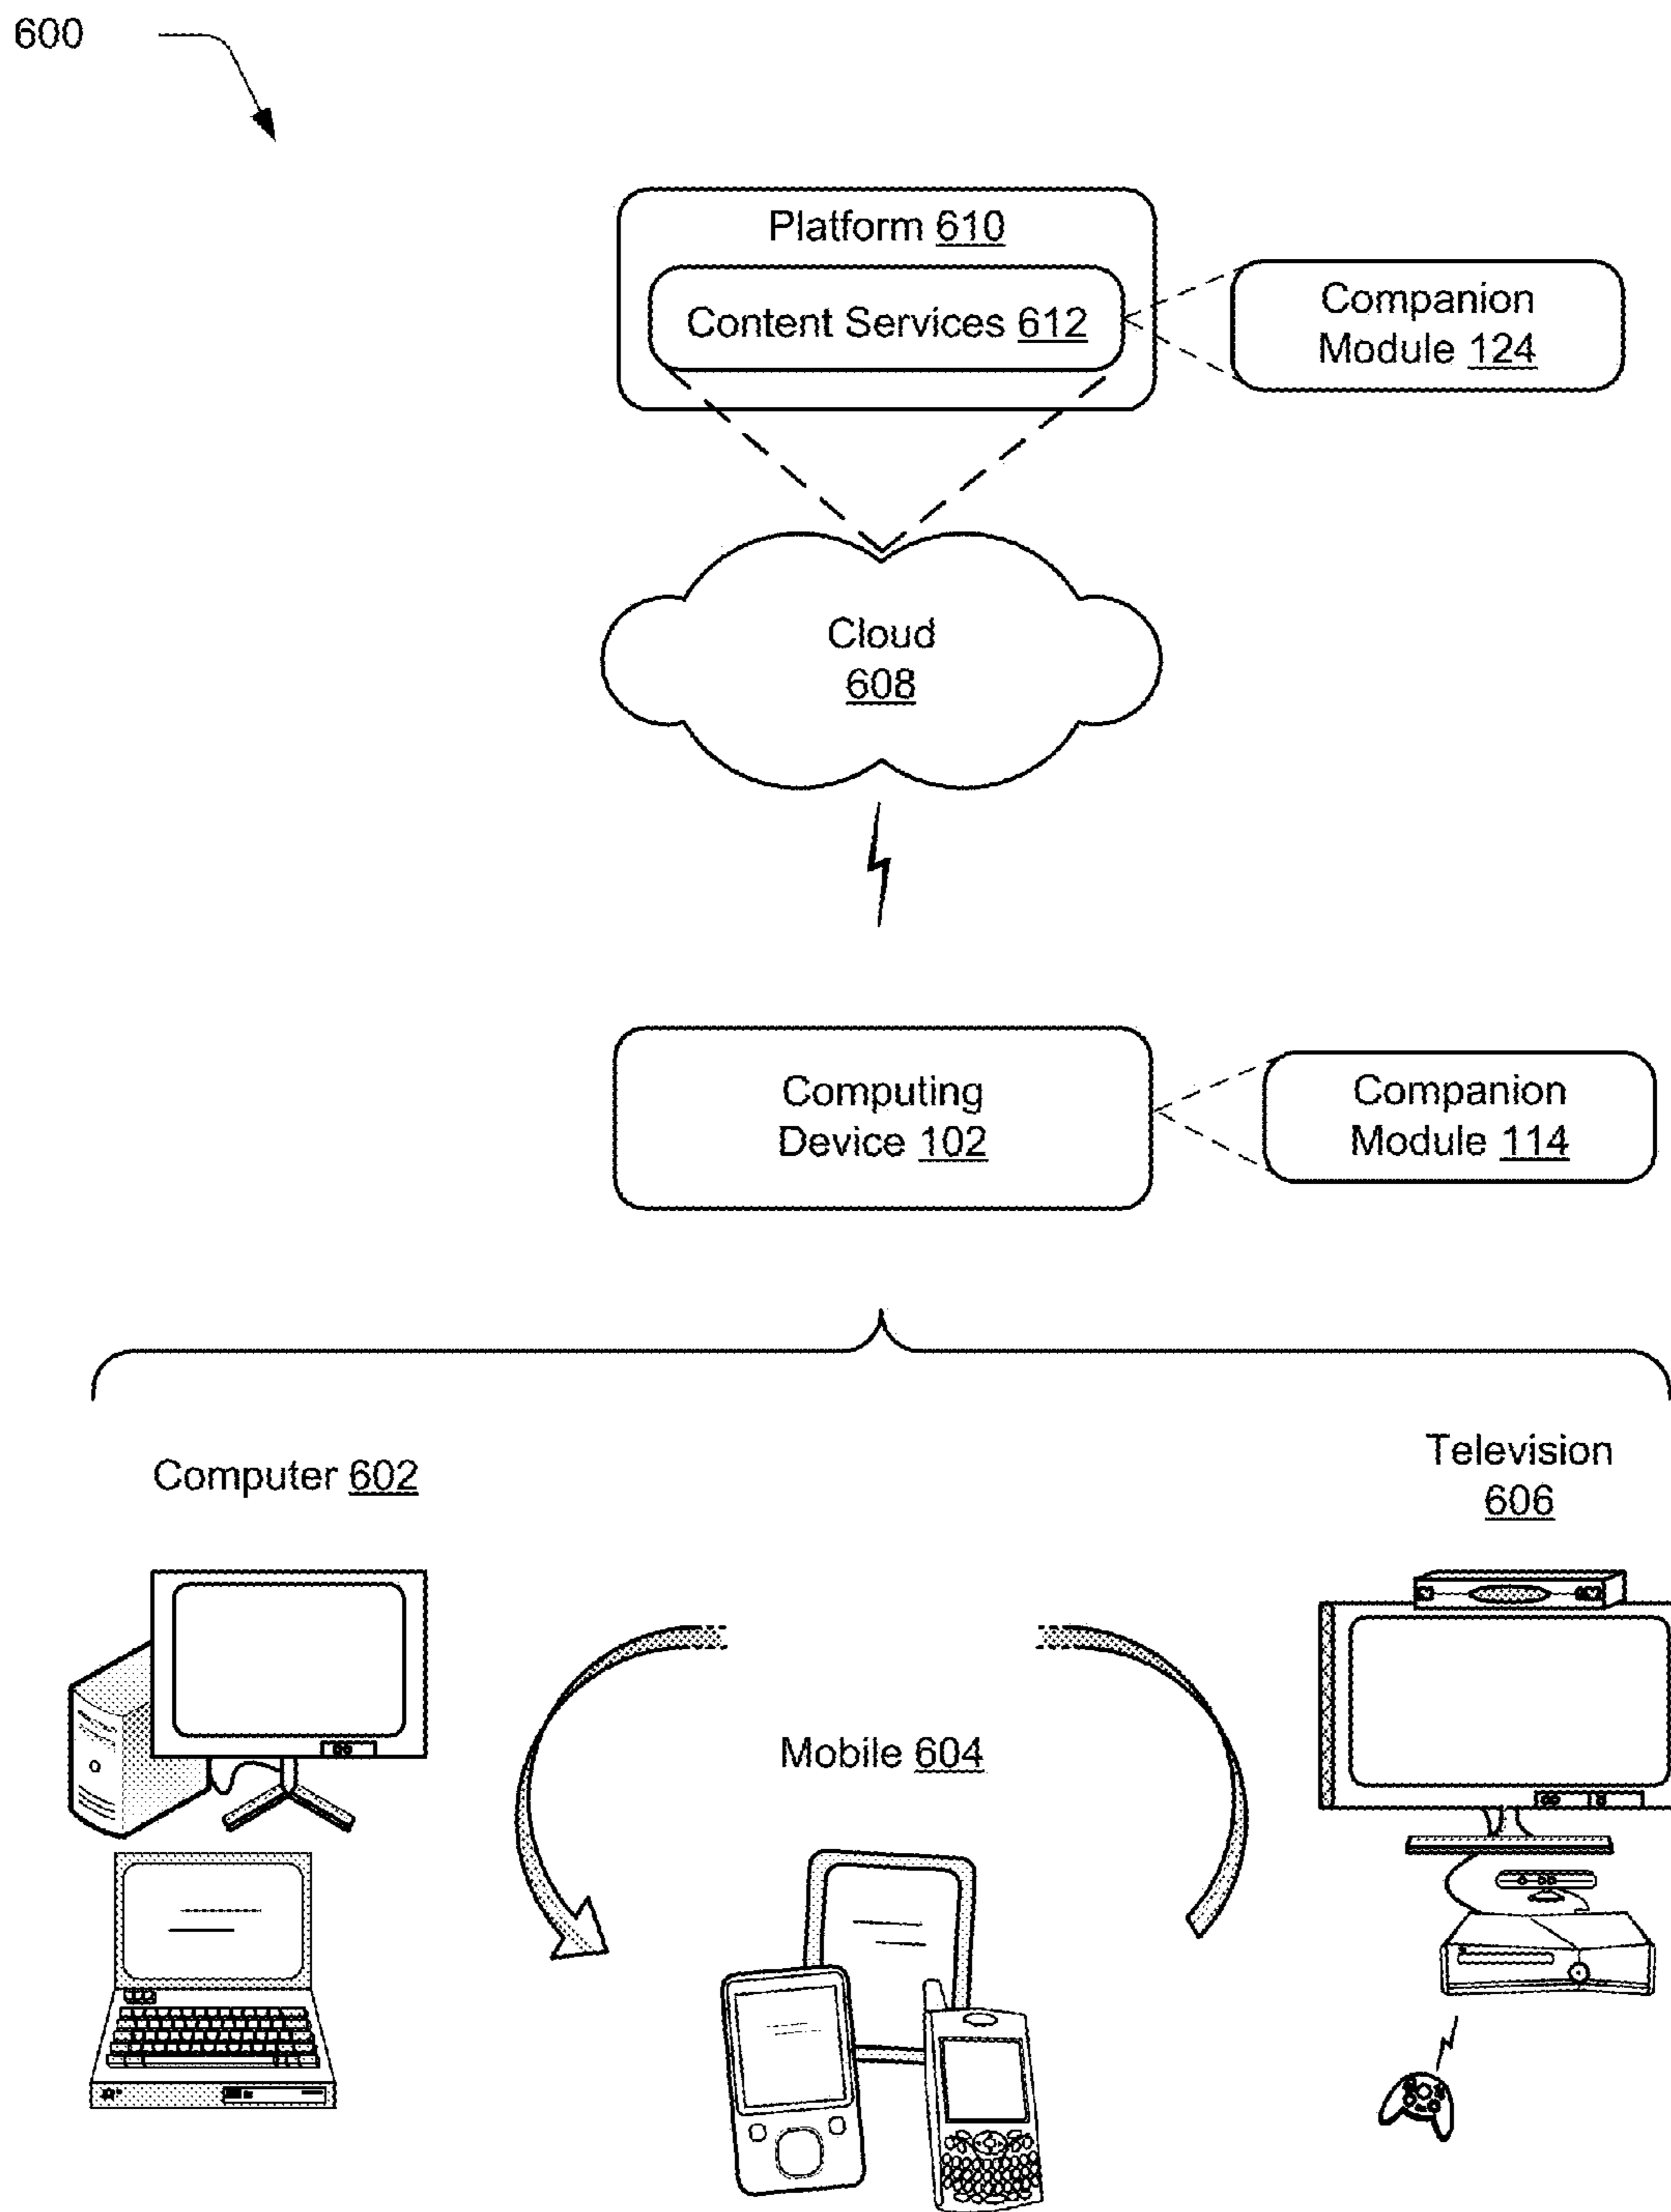 600
Platform 610
Content Services 612
Companion
Module 124
Cloud
608
Computing
Device 102
Companion
Module 114
Computer 602
Television
606
Mobile 604